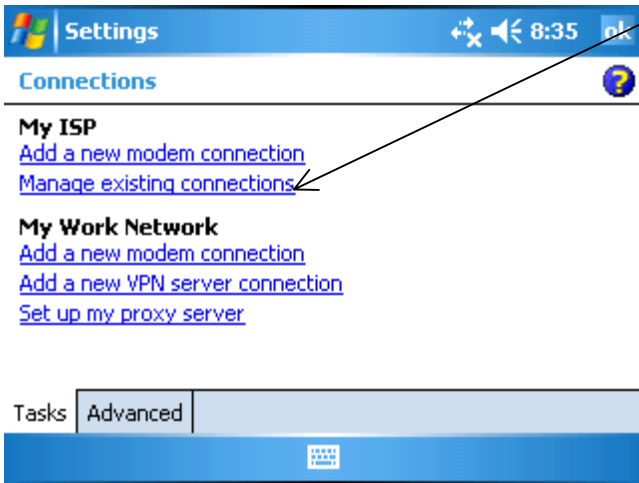 Settings 8:35 ok
Connections
My ISP
Add a new modem connection
Manage existing connections
My Work Network
Add a new modem connection
Add a new VPN server connection
Set up my proxy server
Tasks Advanced